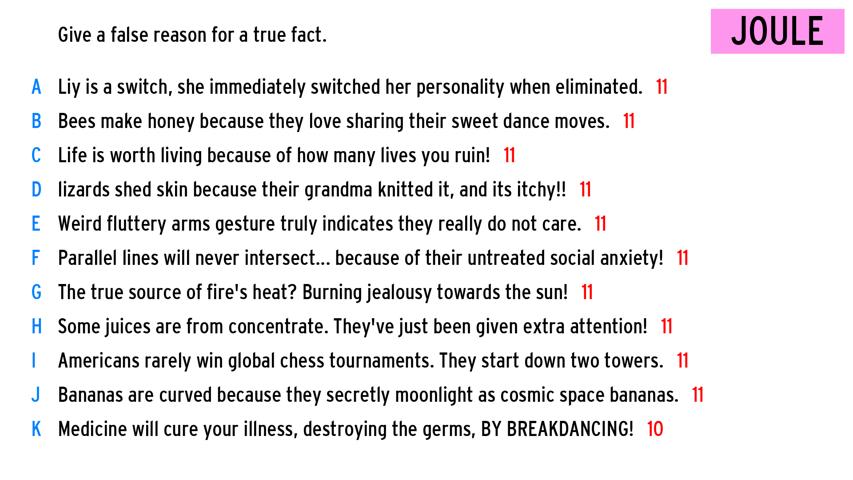 Give a false reason for a true fact.
JOULE
A Liy is a switch, she immediately switched her personality when eliminated. 11
B Bees make honey because they love sharing their sweet dance moves. 11
C Life is worth living because of how many lives you ruin! 11
D lizards shed skin because their grandma knitted it, and its itchy!! 11
E Weird fluttery arms gesture truly indicates they really do not care. 11
F Parallel lines will never intersect... because of their untreated social anxiety! 11
G The true source of fire's heat? Burning jealousy towards the sun! 11
H Some juices are from concentrate. They've just been given extra attention! 11
I Americans rarely win global chess tournaments. They start down two towers. 11
J Bananas are curved because they secretly moonlight as cosmic space bananas. 11
K Medicine will cure your illness, destroying the germs, BY BREAKDANCING! 10